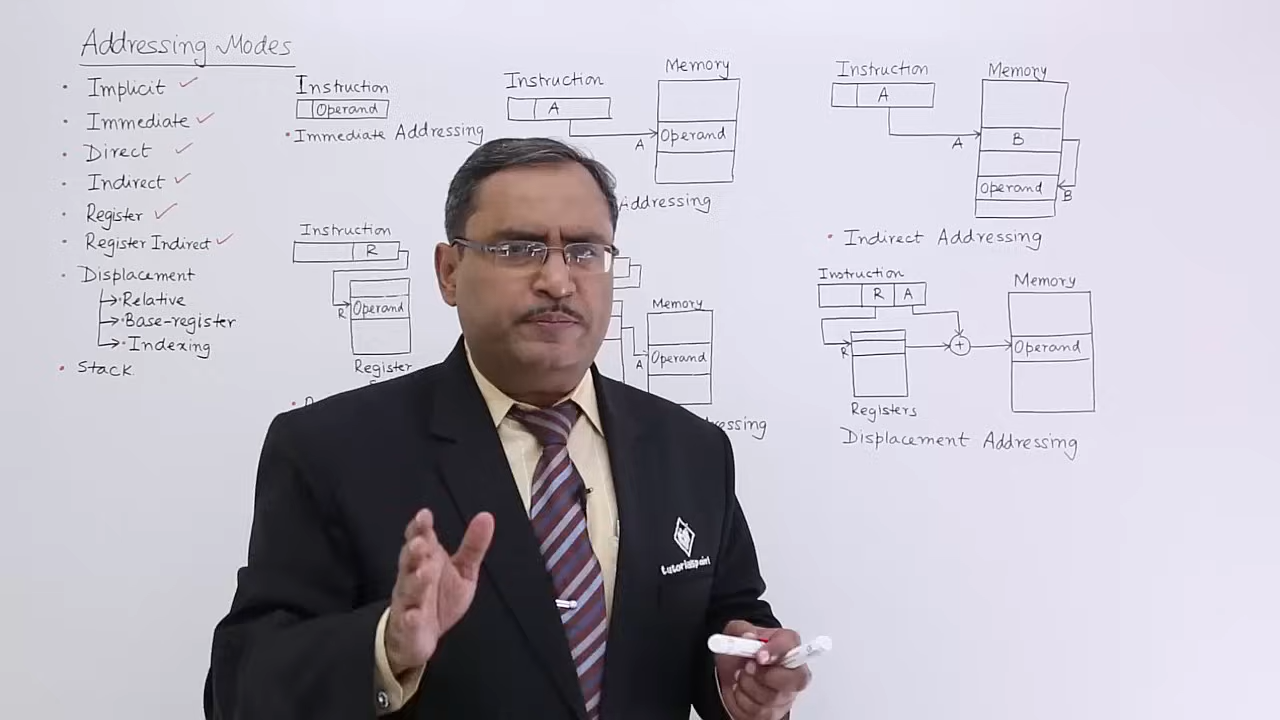 Addressing Modes
• Implicit ✓
• Immediate ✓
• Direct ✓
• Indirect ✓
• Register ✓
• Register Indirect ✓
• Displacement
→• Relative
→• Base-register
→• Indexing
• Stack
Instruction
Operand
• Immediate Addressing
Instruction
A
A
Memory
Operand
Addressing
Instruction
A
A
Memory
B
Operand
B
• Indirect Addressing
Instruction
R
R
Operand
Register
A
Memory
Operand
Instruction
R A
R
Registers
+
Memory
Operand
Displacement Addressing
tutorialspoint